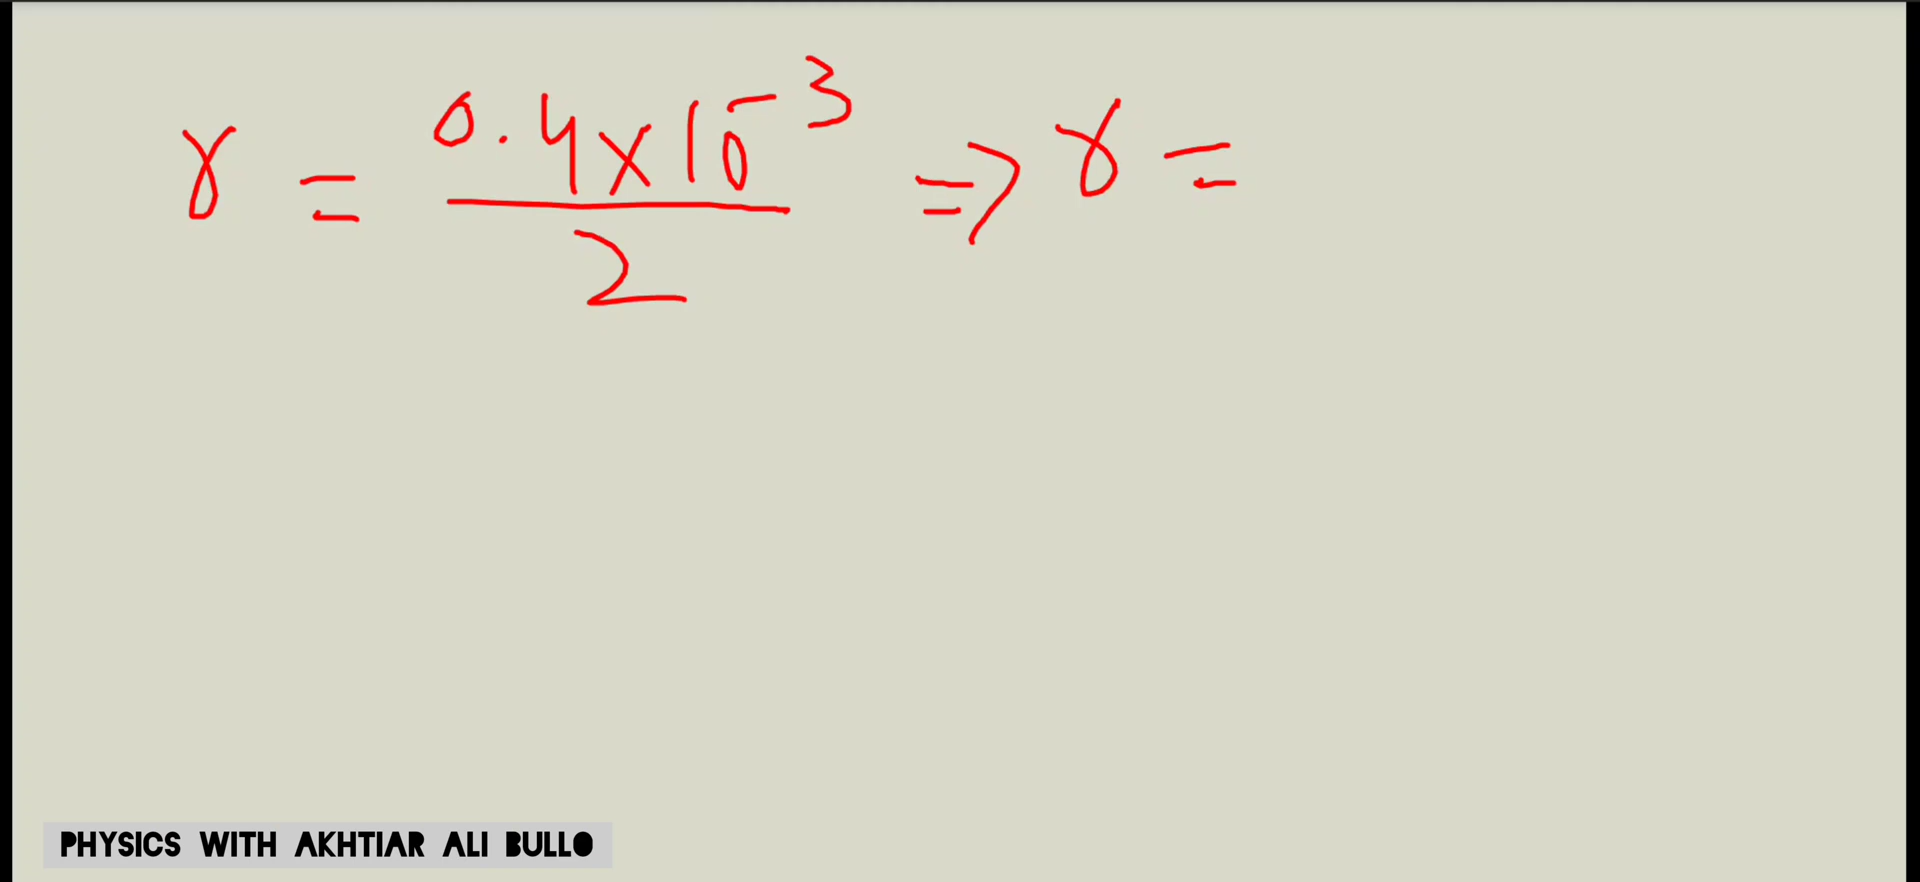 γ = 0.4×10⁻³ / 2 => γ =
PHYSICS WITH AKHTIAR ALI BULLO